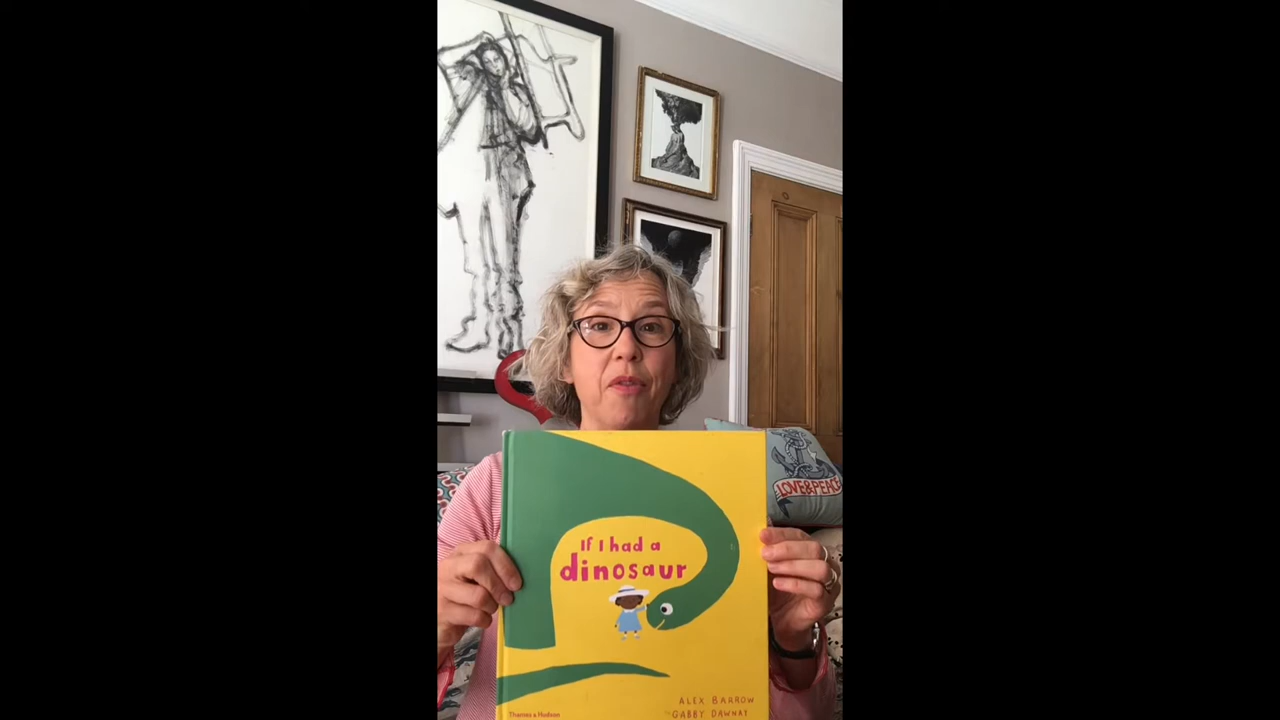 LOVE&PEACE
If I had a
dinosaur
ALEX BARROW
GABBY DAWNAY
Thames & Hudson